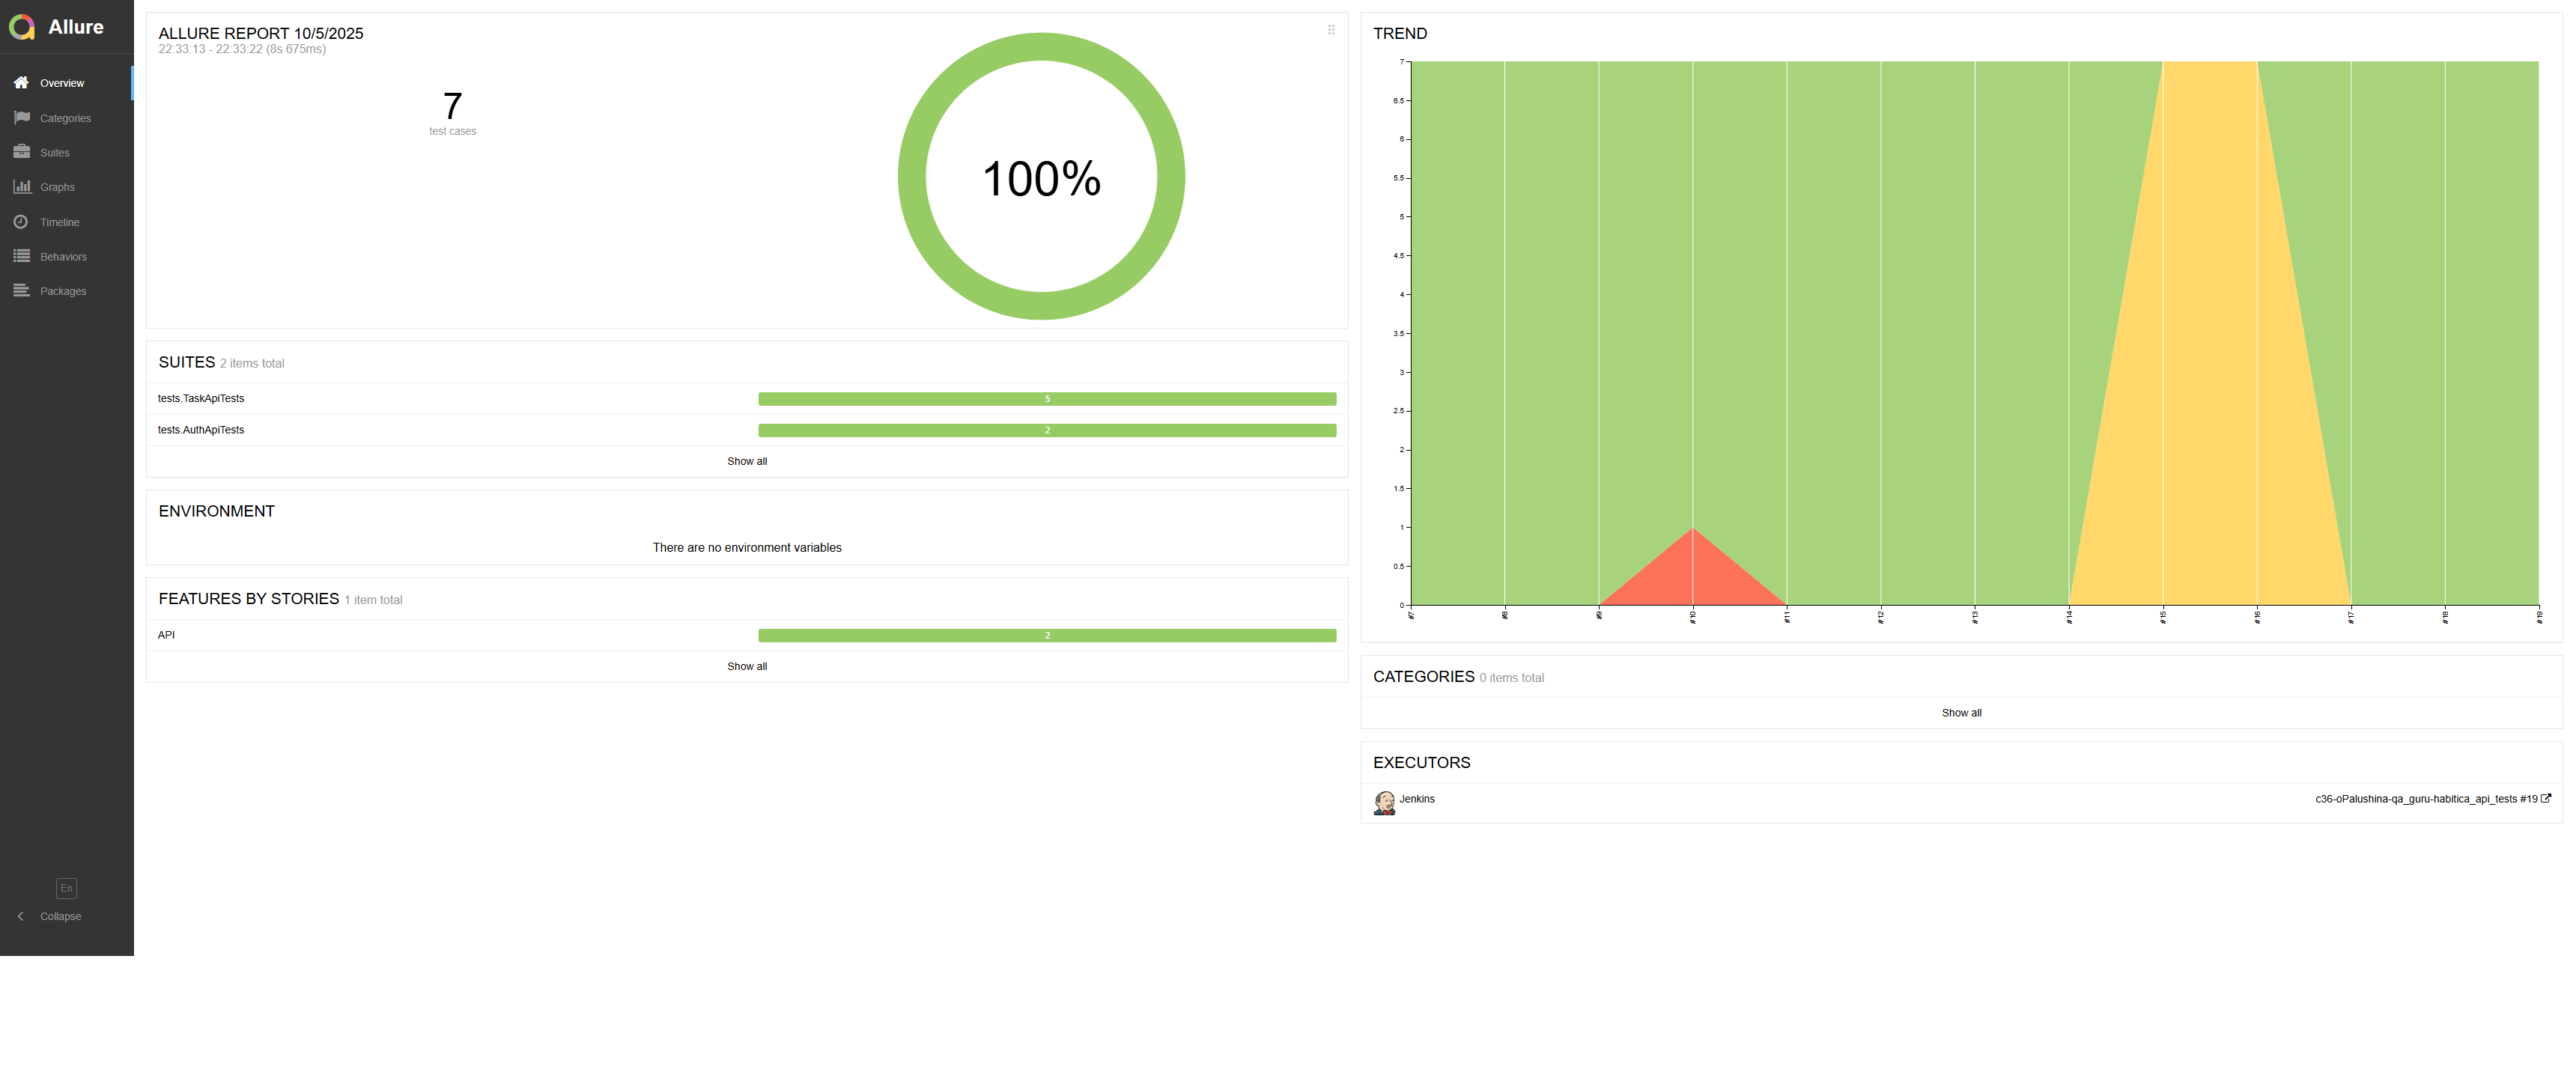 Allure
Overview
Categories
Suites
Graphs
Timeline
Behaviors
Packages
En
Collapse
ALLURE REPORT 10/5/2025
22:33:13 - 22:33:22 (8s 675ms)
7
test cases
100%
SUITES 2 items total
tests.TaskApiTests 5
tests.AuthApiTests 2
Show all
ENVIRONMENT
There are no environment variables
FEATURES BY STORIES 1 item total
API 2
Show all
TREND
7
6.5
6
5.5
5
4.5
4
3.5
3
2.5
2
1.5
1
0.5
0
#7 #8 #9 #10 #11 #12 #13 #14 #15 #16 #17 #18 #19
CATEGORIES 0 items total
Show all
EXECUTORS
Jenkins c36-oPalushina-qa_guru-habitica_api_tests #19